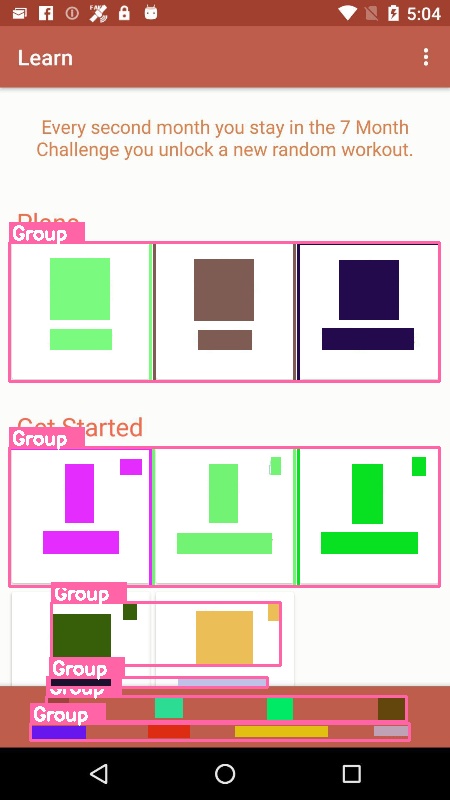 FAKE
5:04
Learn
Every second month you stay in the 7 Month
Challenge you unlock a new random workout.
Plans
Group
Get Started
Group
Group
Group
Group
Group